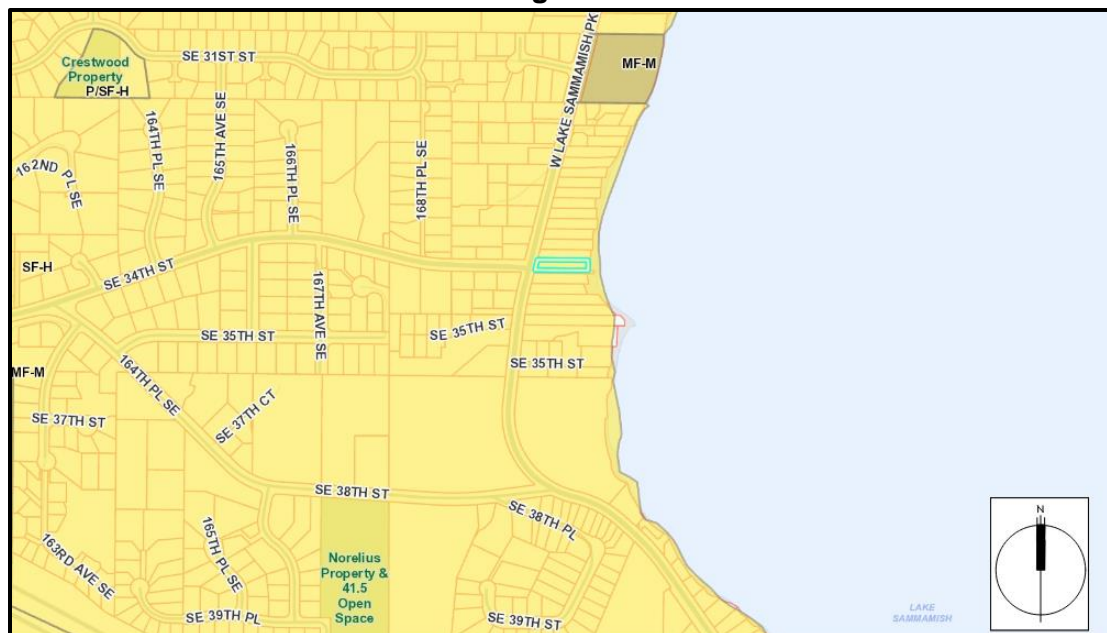 g
SE 31ST ST
Crestwood
Property
P/SF-H
MF-M
W LAKE SAMMAMISH PK
164TH PL SE
165TH AVE SE
166TH PL SE
168TH PL SE
162ND PL SE
SF-H
SE 34TH ST
167TH AVE SE
SE 35TH ST
SE 35TH ST
SE 35TH ST
MF-M
164TH PL SE
SE 37TH ST
SE 37TH CT
SE 38TH ST
SE 38TH PL
163RD AVE SE
165TH PL SE
Norelius
Property &
41.5
Open
Space
SE 39TH PL
SE 39TH ST
N
LAKE
SAMMAMISH